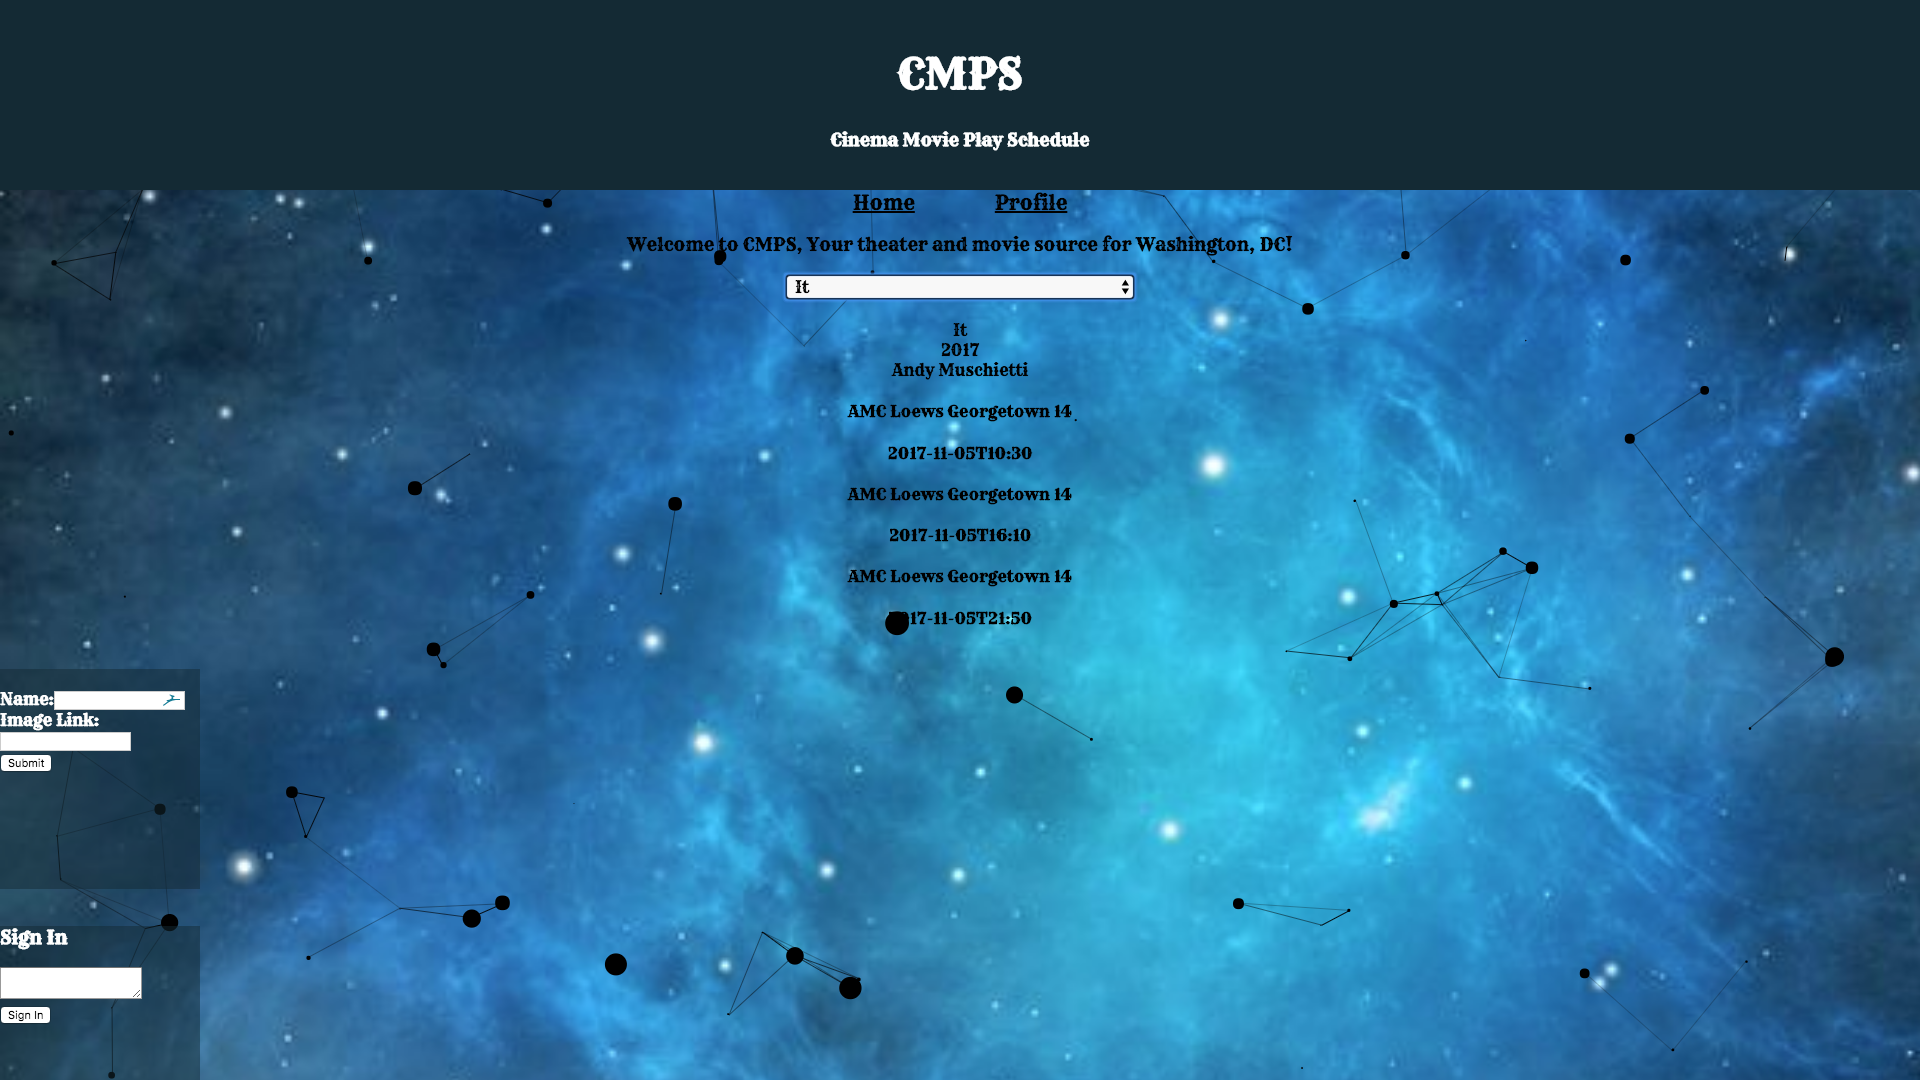 CMPS
Cinema Movie Play Schedule
Home Profile
Welcome to CMPS, Your theater and movie source for Washington, DC!
It
It
2017
Andy Muschietti
AMC Loews Georgetown 14
2017-11-05T10:30
AMC Loews Georgetown 14
2017-11-05T16:10
AMC Loews Georgetown 14
017-11-05T21:50
Name:
Image Link:
Submit
Sign In
Sign In